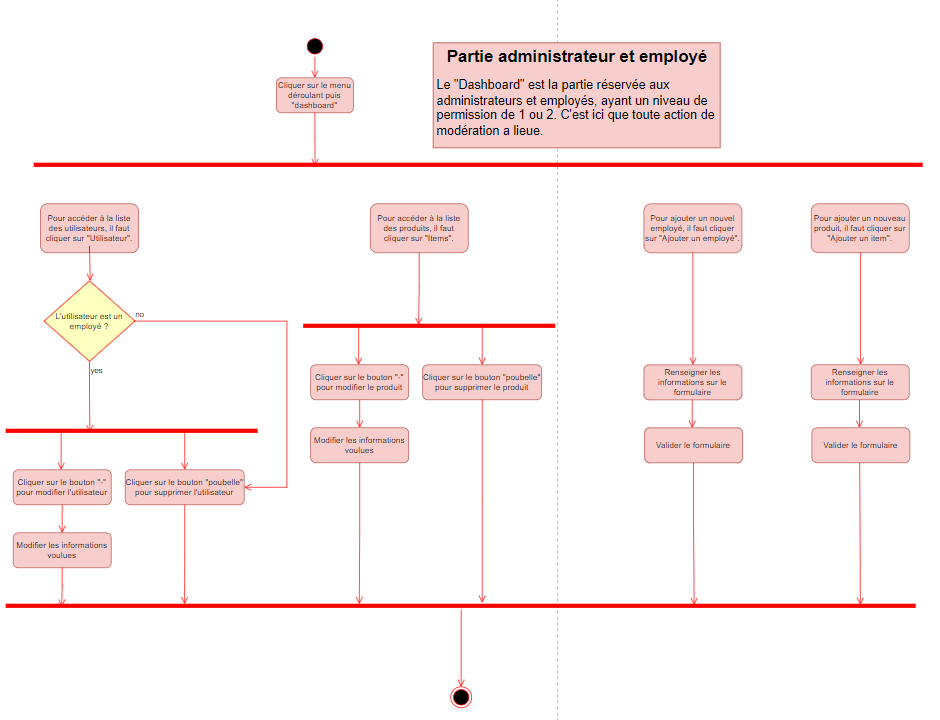 Partie administrateur et employé
Le "Dashboard" est la partie réservée aux
administrateurs et employés, ayant un niveau de
permission de 1 ou 2. C'est ici que toute action de
modération a lieue.
Cliquer sur le menu
déroulant puis
"dashboard"
Pour accéder à la liste
des utilisateurs, il faut
cliquer sur "Utilisateur".
Pour accéder à la liste
des produits, il faut
cliquer sur "Items".
Pour ajouter un nouvel
employé, il faut cliquer
sur "Ajouter un employé".
Pour ajouter un nouveau
produit, il faut cliquer sur
"Ajouter un item".
L'utilisateur est un
employé ?
no
yes
Cliquer sur le bouton "-"
pour modifier le produit
Cliquer sur le bouton "poubelle"
pour supprimer le produit
Renseigner les
informations sur le
formulaire
Renseigner les
informations sur le
formulaire
Modifier les informations
voulues
Valider le formulaire
Valider le formulaire
Cliquer sur le bouton "-"
pour modifier l'utilisateur
Cliquer sur le bouton "poubelle"
pour supprimer l'utilisateur
Modifier les informations
voulues